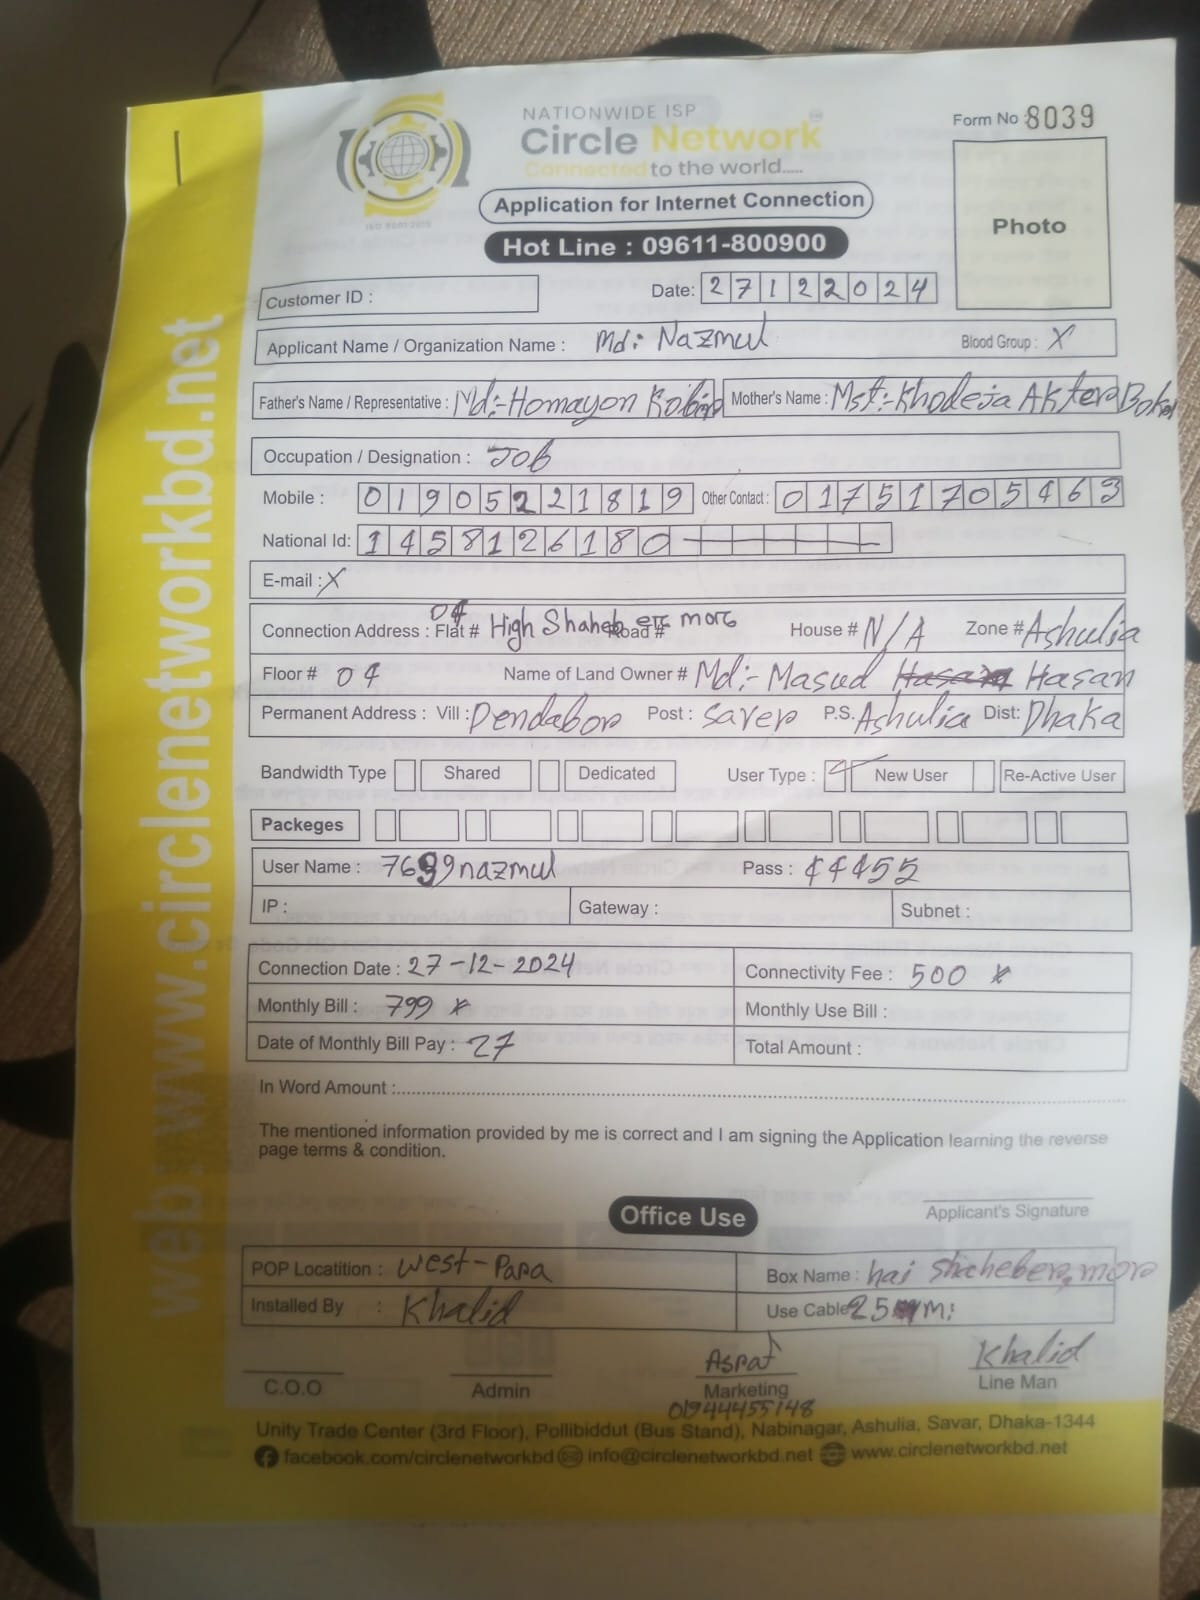 NATIONWIDE ISP
Circle Network
Connected to the world.....
ISO 9001:2015
Form No : 8039
Photo
Application for Internet Connection
Hot Line : 09611-800900
Customer ID :
Date: 27122024
Applicant Name / Organization Name : Md: Nazmul Blood Group : X
Father's Name / Representative : Md:-Homayon Kobir Mother's Name : Mst:-Khodeja Akter
Occupation / Designation : Job
Mobile : 01905221819 Other Contact : 01751705463
National Id: 1458126180
E-mail : X
Connection Address : Flat # 04 High Shaheb Road # এর more House # N/A Zone # Ashulia
Floor # 04 Name of Land Owner # Md:- Masud Hasan Hasan
Permanent Address : Vill : Dendabor Post : Saver P.S. Ashulia Dist: Dhaka
Bandwidth Type Shared Dedicated User Type : New User Re-Active User
Packeges
User Name : 7699nazmul Pass : 44455
IP : Gateway : Subnet :
Connection Date : 27-12-2024 Connectivity Fee : 500
Monthly Bill : 799 Monthly Use Bill :
Date of Monthly Bill Pay : 27 Total Amount :
In Word Amount :
The mentioned information provided by me is correct and I am signing the Application learning the reverse
page terms & condition.
Applicant's Signature
Office Use
POP Locatition : West-Para Box Name : hai Shaheber mor
Installed By : Khalid Use Cable 25 m:
Asraf Khalid
C.O.O Admin Marketing Line Man
01944455148
Unity Trade Center (3rd Floor), Pollibiddut (Bus Stand), Nabinagar, Ashulia, Savar, Dhaka-1344
facebook.com/circlenetworkbd info@circlenetworkbd.net www.circlenetworkbd.net
web: www.circlenetworkbd.net